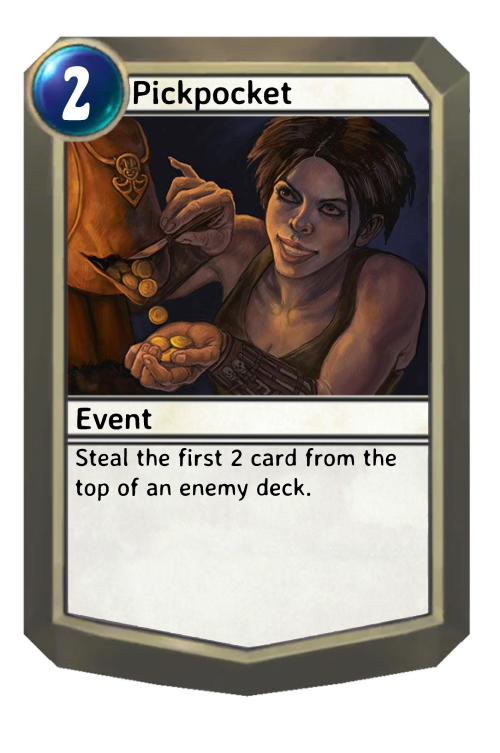 2
Pickpocket
Event
Steal the first 2 card from the
top of an enemy deck.